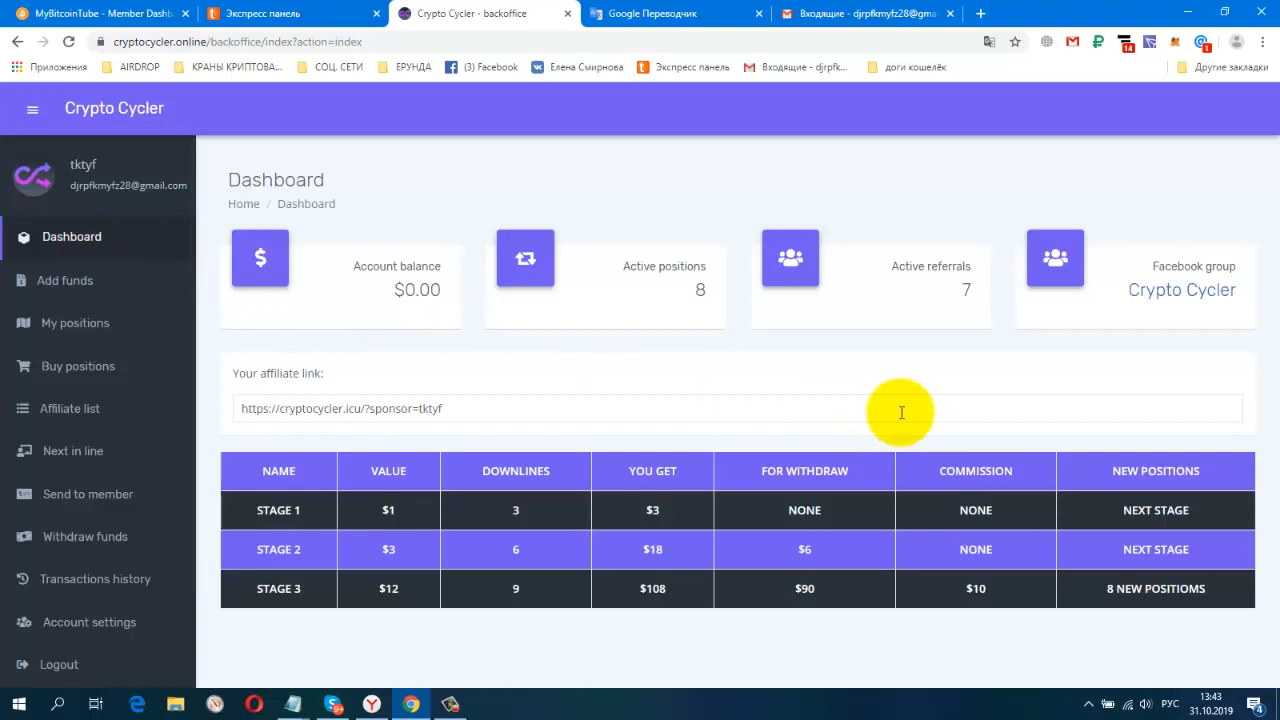 MyBitcoinTube - Member Dashb
Экспресс панель
Crypto Cycler - backoffice
Google Переводчик
Входящие - djrpfkmyfz28@gmai
cryptocycler.online/backoffice/index?action=index
14
1
Приложения
AIRDROP
КРАНЫ КРИПТОВА...
СОЦ. СЕТИ
ЕРУНДА
(3) Facebook
Елена Смирнова
Экспресс панель
Входящие - djrpfk...
доги кошелёк
Другие закладки
Crypto Cycler
tktyf
djrpfkmyfz28@gmail.com
Dashboard
Add funds
My positions
Buy positions
Affiliate list
Next in line
Send to member
Withdraw funds
Transactions history
Account settings
Logout
Dashboard
Home / Dashboard
Account balance
$0.00
Active positions
8
Active referrals
7
Facebook group
Crypto Cycler
Your affiliate link:
https://cryptocycler.icu/?sponsor=tktyf
NAME VALUE DOWNLINES YOU GET FOR WITHDRAW COMMISSION NEW POSITIONS
STAGE 1 $1 3 $3 NONE NONE NEXT STAGE
STAGE 2 $3 6 $18 $6 NONE NEXT STAGE
STAGE 3 $12 9 $108 $90 $10 8 NEW POSITIOMS
РУС
13:43
31.10.2019
4